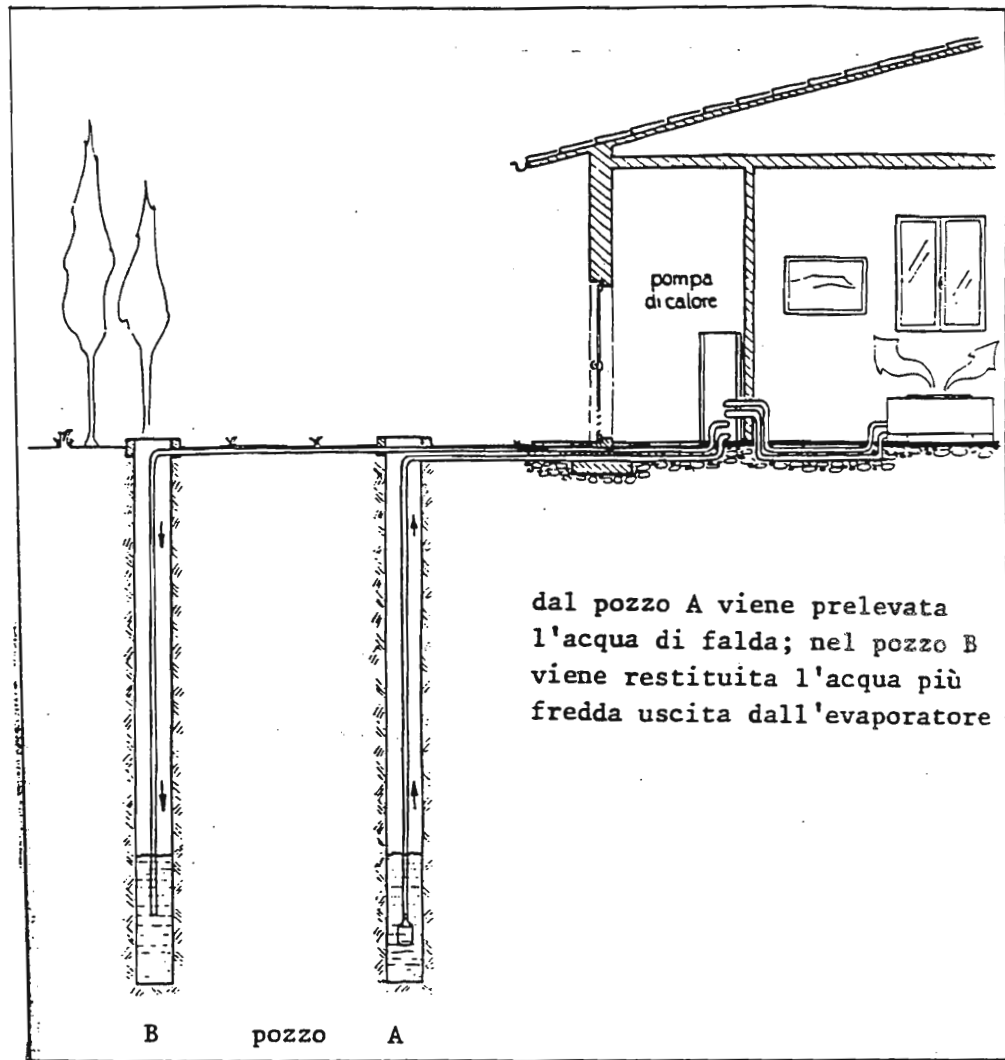 pompa
di calore
dal pozzo A viene prelevata
l'acqua di falda; nel pozzo B
viene restituita l'acqua più
fredda uscita dall'evaporatore
B pozzo A